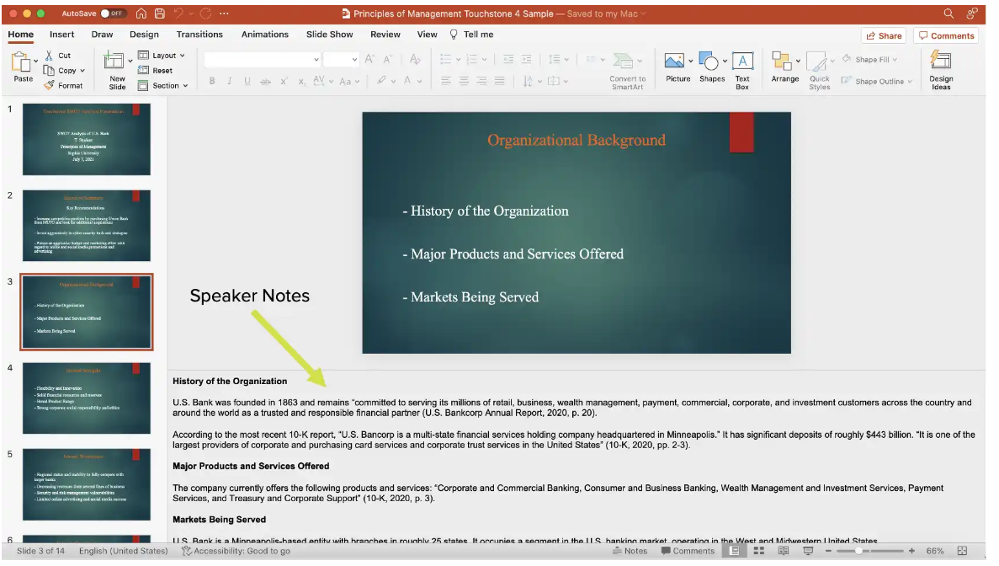 AutoSave OFF
Principles of Management Touchstone 4 Sample — Saved to my Mac
Home Insert Draw Design Transitions Animations Slide Show Review View Tell me
Share Comments
Paste
Cut
Copy
Format
New Slide
Layout
Reset
Section
B I U ab X² X₂ AV Aa A
Convert to SmartArt
Picture
Shapes
A
Text Box
Arrange
Quick Styles
Shape Fill
Shape Outline
Design Ideas
1
SWOT Analysis of U.S. Bank
T. Student
Principles of Management
Sophia University
July 7, 2021
2
Executive Summary
Key Recommendations
- Increase competitive position by purchasing Union Bank
from MUFG and look for additional acquisitions
- Invest aggressively in cyber security tools and strategies
- Pursue an aggressive budget and marketing effort with
regard to online and social media promotions and
advertising
3
Organizational Background
- History of the Organization
- Major Products and Services Offered
- Markets Being Served
4
Internal Strengths
- Flexibility and Innovation
- Solid financial resources and reserves
- Broad Product Range
- Strong corporate social responsibility and ethics
5
Internal Weaknesses
- Regional status and inability to fully compete with
larger banks
- Decreasing revenues from several lines of business
- Security and risk management vulnerabilities
- Limited online advertising and social media success
6
Organizational Background
- History of the Organization
- Major Products and Services Offered
- Markets Being Served
Speaker Notes
History of the Organization
U.S. Bank was founded in 1863 and remains “committed to serving its millions of retail, business, wealth management, payment, commercial, corporate, and investment customers across the country and
around the world as a trusted and responsible financial partner (U.S. Bankcorp Annual Report, 2020, p. 20).
According to the most recent 10-K report, “U.S. Bancorp is a multi-state financial services holding company headquartered in Minneapolis.” It has significant deposits of roughly $443 billion. “It is one of the
largest providers of corporate and purchasing card services and corporate trust services in the United States” (10-K, 2020, pp. 2-3).
Major Products and Services Offered
The company currently offers the following products and services: “Corporate and Commercial Banking, Consumer and Business Banking, Wealth Management and Investment Services, Payment
Services, and Treasury and Corporate Support” (10-K, 2020, p. 3).
Markets Being Served
U.S. Bank is a Minneapolis-based entity with branches in roughly 25 states. It occupies a segment in the U.S. banking market, operating in the West and Midwestern United States.
Slide 3 of 14 English (United States) Accessibility: Good to go Notes Comments 66%